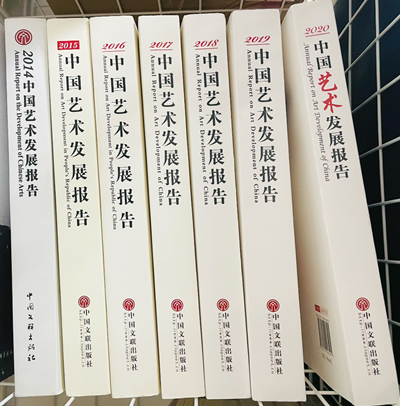 2014中国艺术发展报告
Annual Report on the Development of Chinese Arts
中国文联出版社
2015
中国艺术发展报告
Annual Report on Art Development in People's Republic of China
中国文联出版社
2016
中国艺术发展报告
Annual Report on Art Development in People's Republic of China
中国文联出版社
2017
中国艺术发展报告
Annual Report on Art Development of China
中国文联出版社
2018
中国艺术发展报告
Annual Report on Art Development of China
中国文联出版社
2019
中国艺术发展报告
Annual Report on Art Development of China
中国文联出版社
2020
中国艺术发展报告
Annual Report on Art Development of China
中国文联出版社